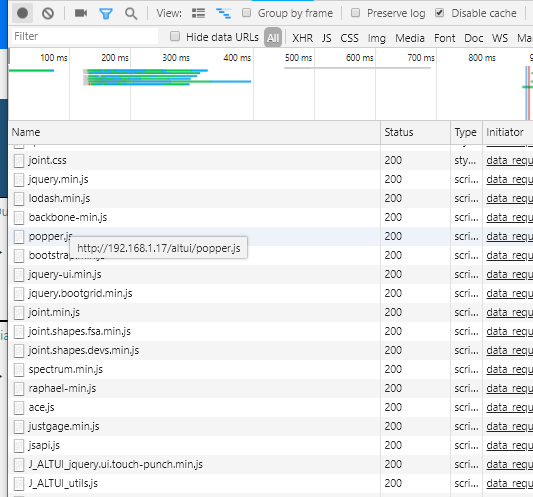 View: Group by frame Preserve log Disable cache
Filter Hide data URLs All XHR JS CSS Img Media Font Doc WS Ma
100 ms 200 ms 300 ms 400 ms 500 ms 600 ms 700 ms 800 ms
Name Status Type Initiator
joint.css 200 sty... data_requ
jquery.min.js 200 scri... data_requ
lodash.min.js 200 scri... data_requ
backbone-min.js 200 scri... data_requ
popper.js 200 scri... data_requ
http://192.168.1.17/altui/popper.js
bootstrap.min.js 200 scri... data_requ
jquery-ui.min.js 200 scri... data_requ
jquery.bootgrid.min.js 200 scri... data_requ
joint.min.js 200 scri... data_requ
joint.shapes.fsa.min.js 200 scri... data_requ
joint.shapes.devs.min.js 200 scri... data_requ
spectrum.min.js 200 scri... data_requ
raphael-min.js 200 scri... data_requ
ace.js 200 scri... data_requ
justgage.min.js 200 scri... data_requ
jsapi.js 200 scri... data_requ
J_ALTUI_jquery.ui.touch-punch.min.js 200 scri... data_requ
J_ALTUI_utils.js 200 scri... data_requ